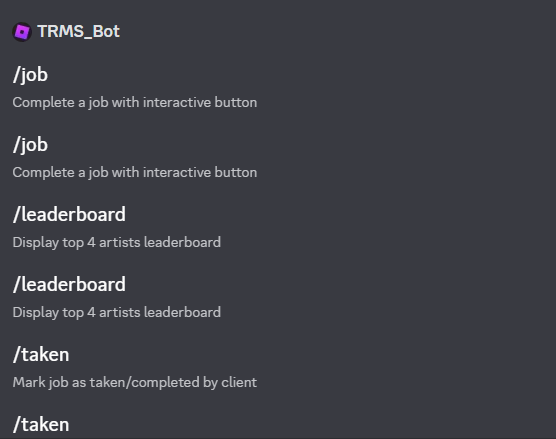 TRMS_Bot
/job
Complete a job with interactive button
/job
Complete a job with interactive button
/leaderboard
Display top 4 artists leaderboard
/leaderboard
Display top 4 artists leaderboard
/taken
Mark job as taken/completed by client
/taken